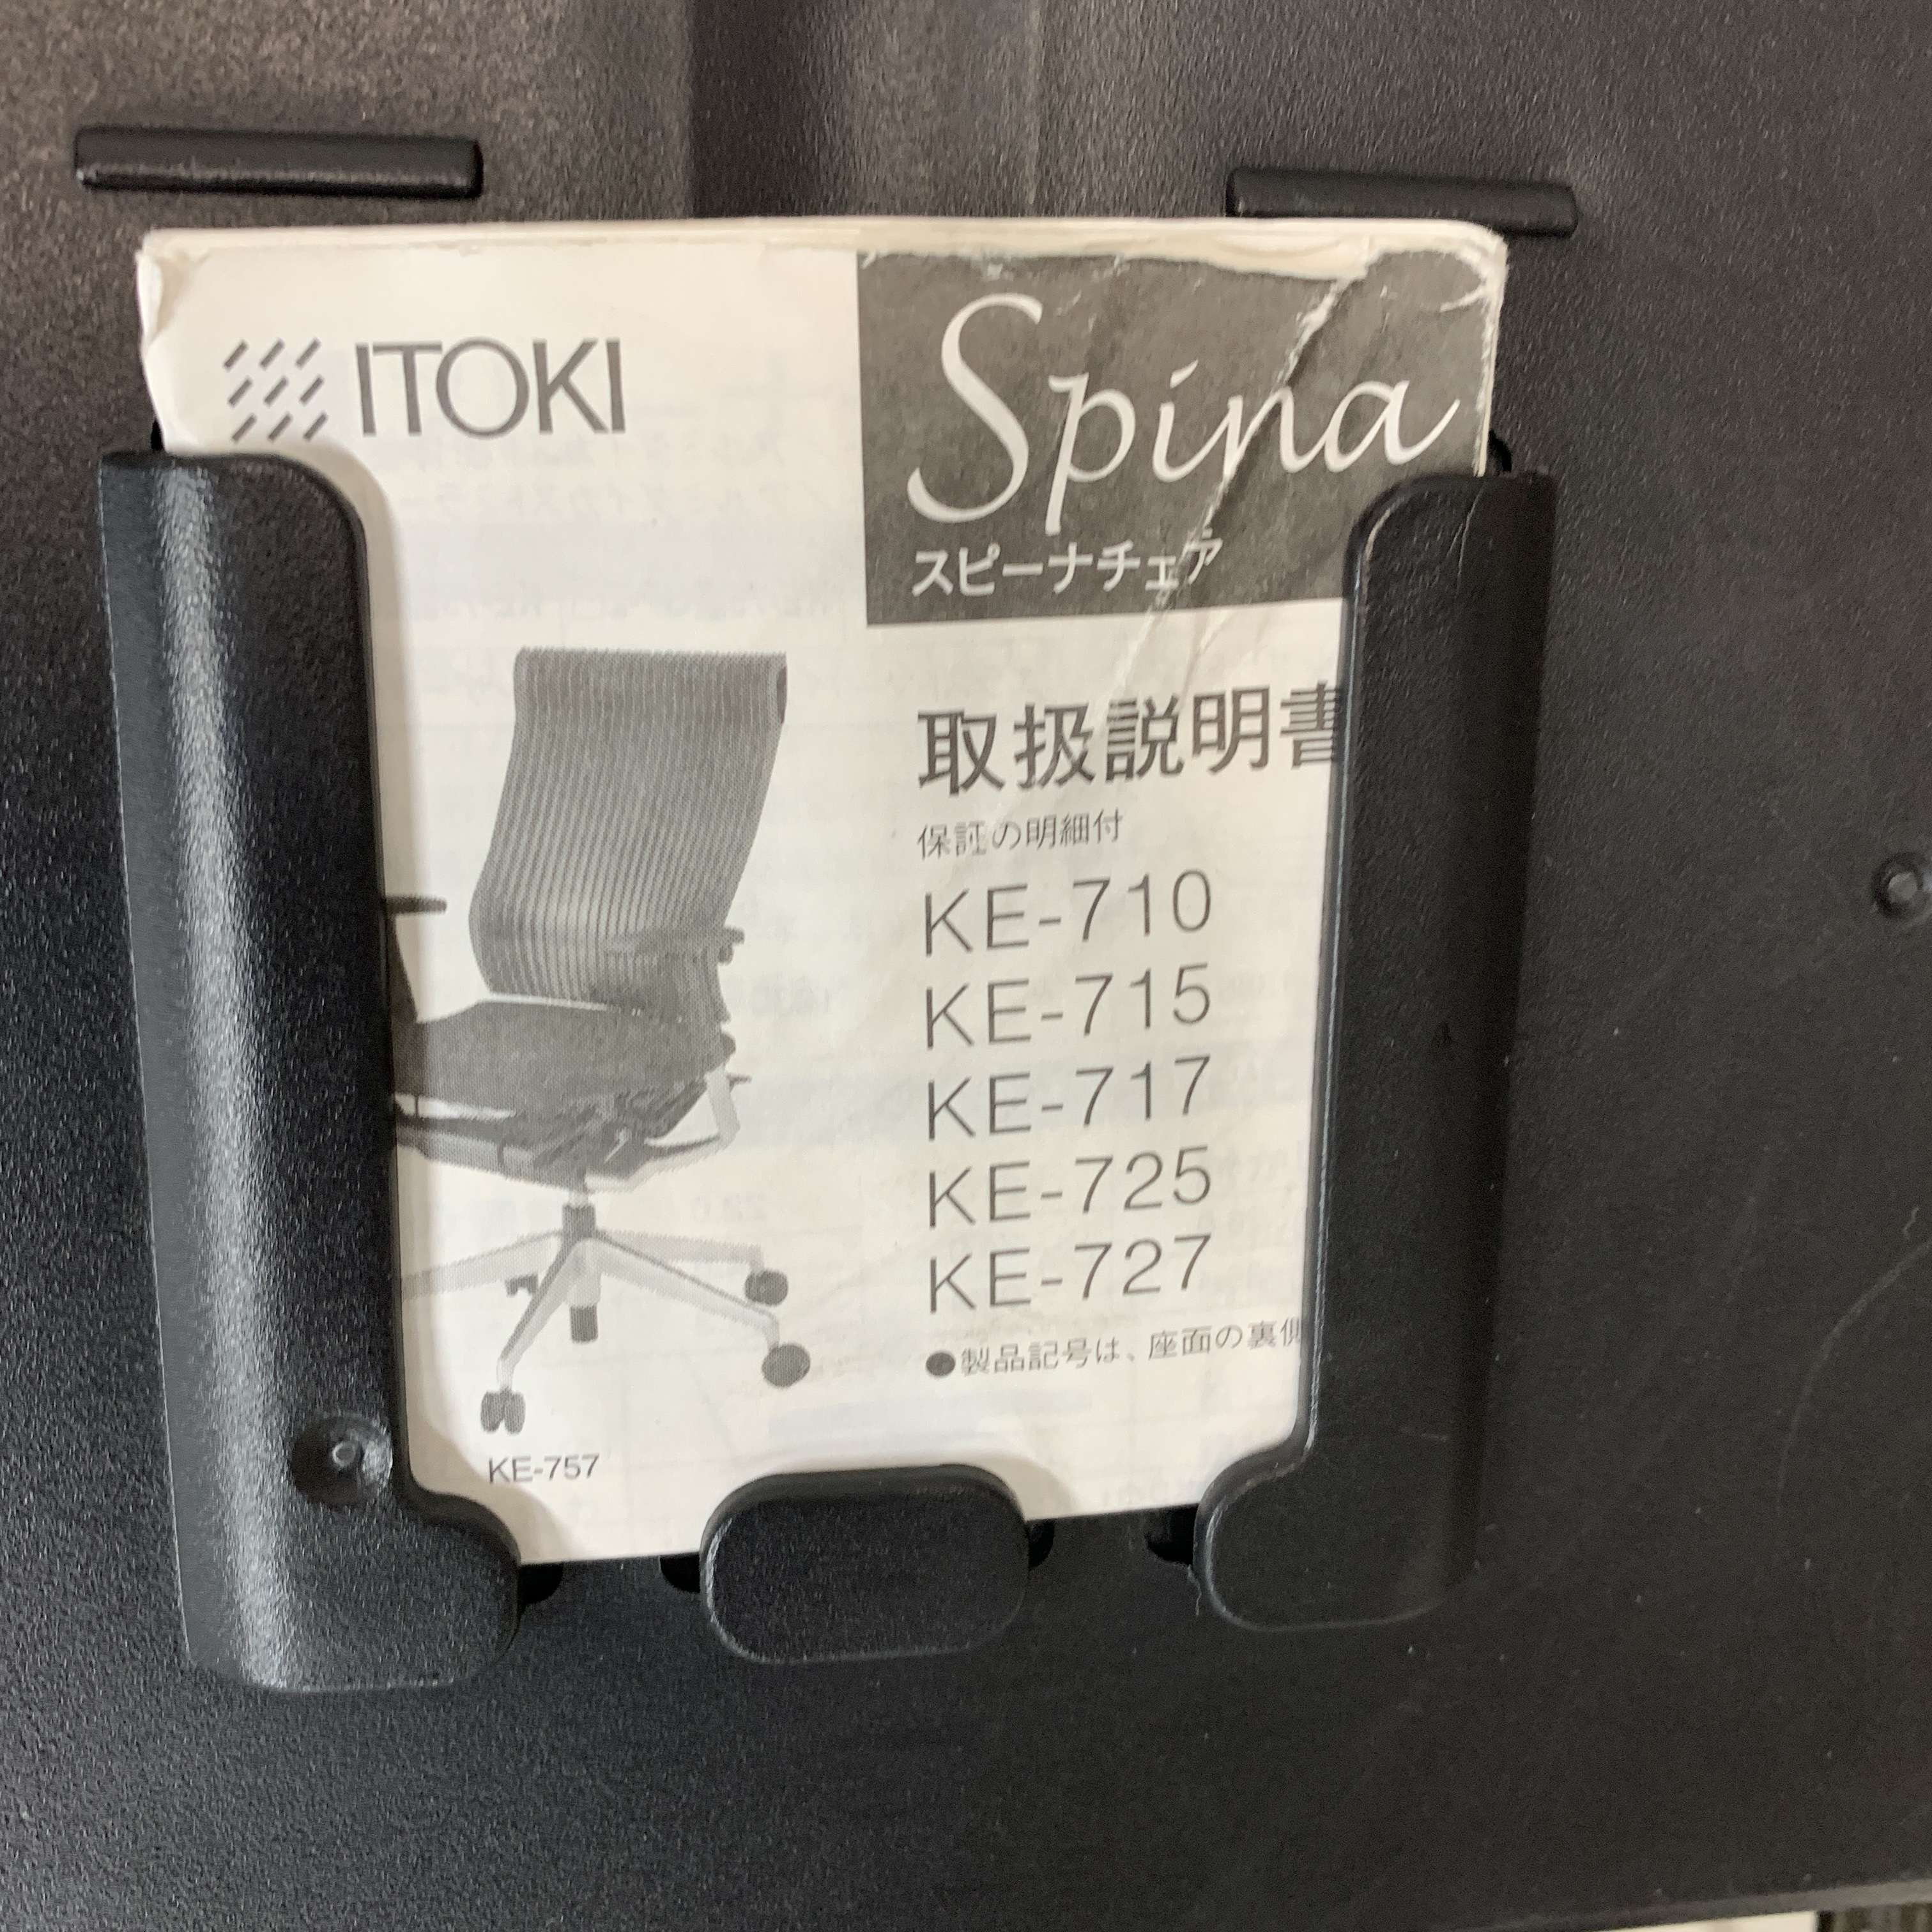 ITOKI
Spina
スピーナチェア
取扱説明書
保証の明細付
KE-710
KE-715
KE-717
KE-725
KE-727
●製品記号は、座面の裏側
KE-757